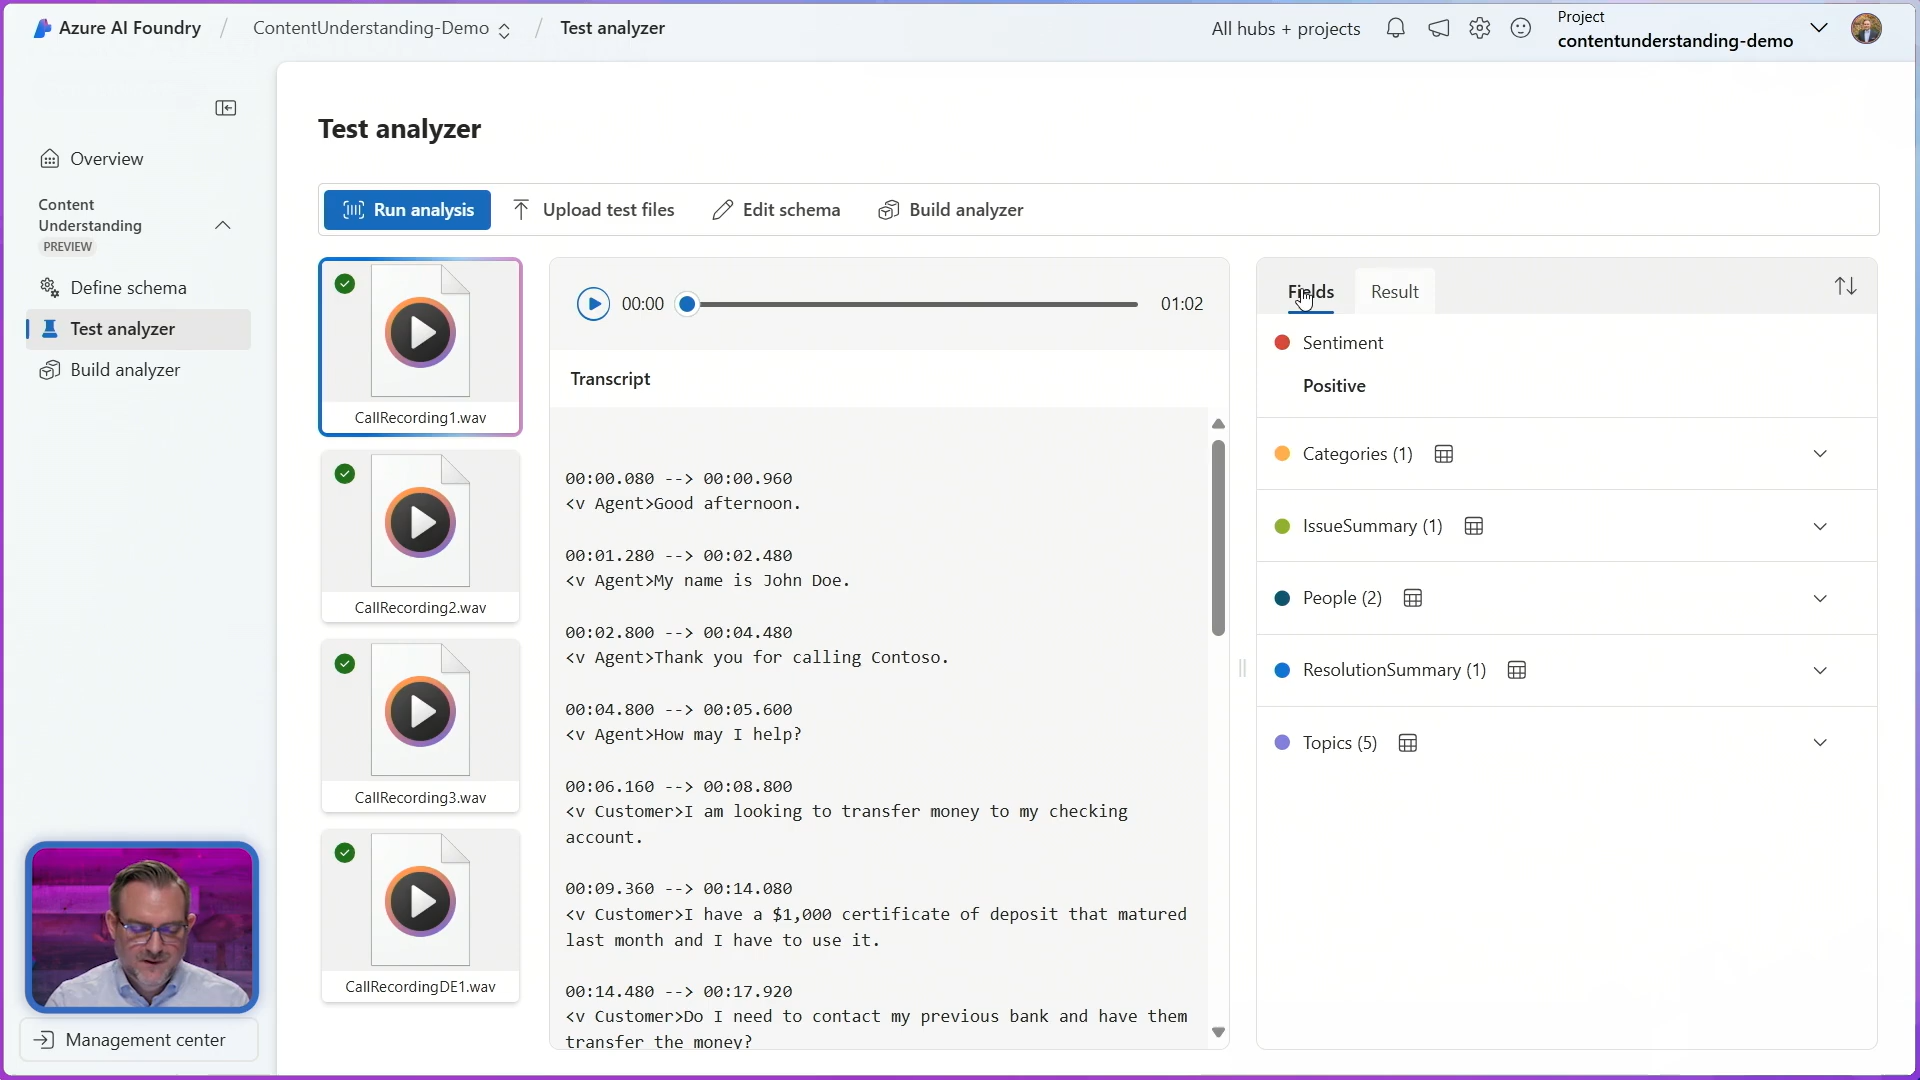 Azure AI Foundry / ContentUnderstanding-Demo / Test analyzer
All hubs + projects
Project
contentunderstanding-demo
Overview
Content
Understanding
PREVIEW
Define schema
Test analyzer
Build analyzer
Management center
Test analyzer
Run analysis
Upload test files
Edit schema
Build analyzer
CallRecording1.wav
CallRecording2.wav
CallRecording3.wav
CallRecordingDE1.wav
00:00
01:02
Transcript
00:00.080 --> 00:00.960
<v Agent>Good afternoon.
00:01.280 --> 00:02.480
<v Agent>My name is John Doe.
00:02.800 --> 00:04.480
<v Agent>Thank you for calling Contoso.
00:04.800 --> 00:05.600
<v Agent>How may I help?
00:06.160 --> 00:08.800
<v Customer>I am looking to transfer money to my checking
account.
00:09.360 --> 00:14.080
<v Customer>I have a $1,000 certificate of deposit that matured
last month and I have to use it.
00:14.480 --> 00:17.920
<v Customer>Do I need to contact my previous bank and have them
transfer the money?
Fields
Result
Sentiment
Positive
Categories (1)
IssueSummary (1)
People (2)
ResolutionSummary (1)
Topics (5)